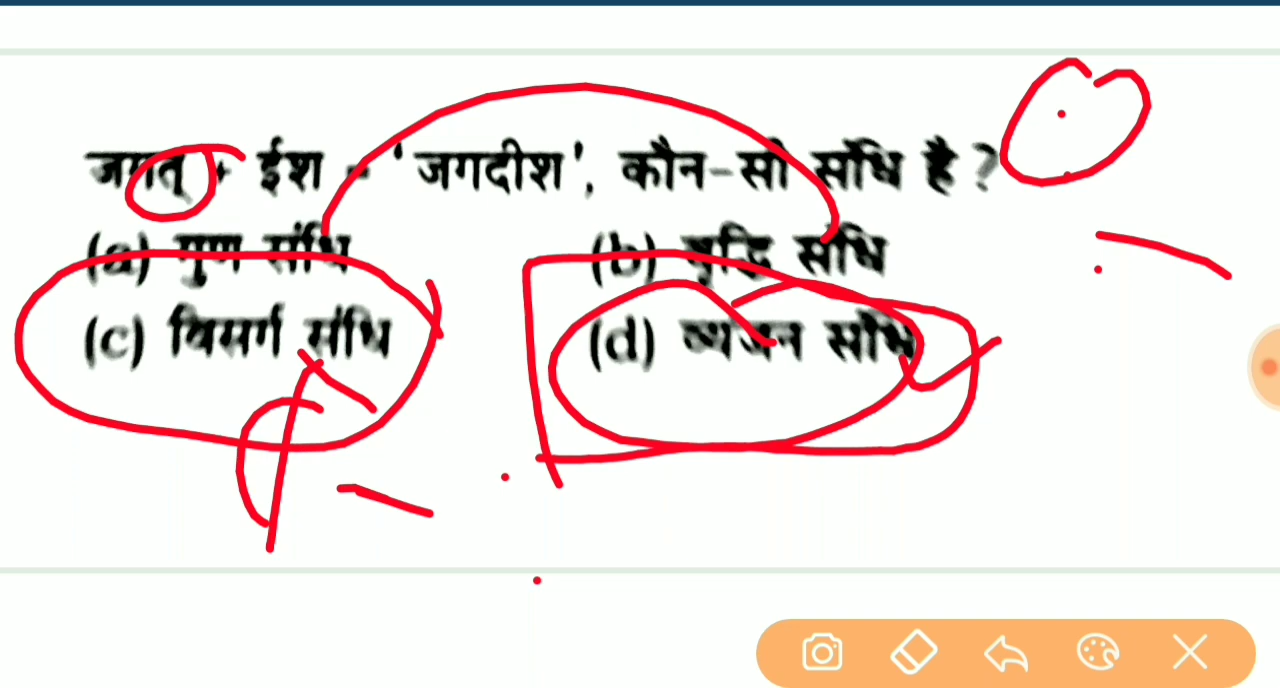 जगत् + ईश = 'जगदीश', कौन-सी संधि है ?
(a) गुण संधि (b) वृद्धि संधि
(c) विसर्ग संधि (d) व्यंजन संधि